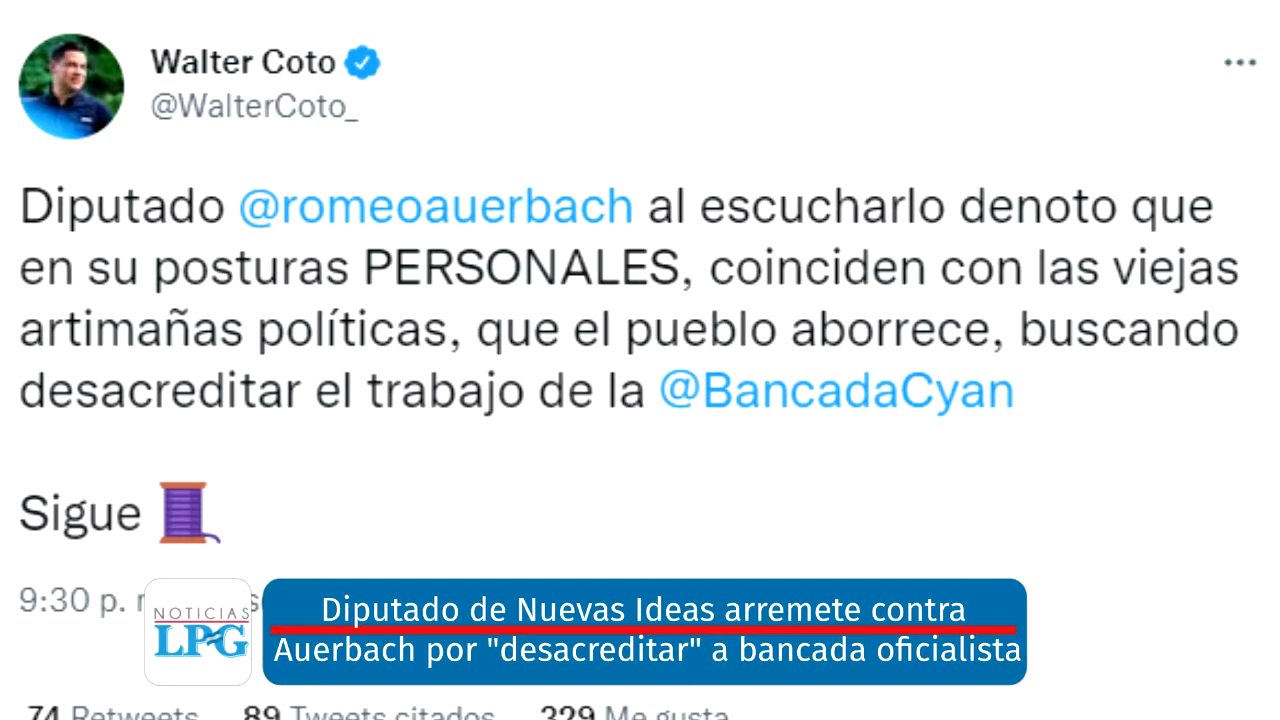 Walter Coto
@WalterCoto_
Diputado @romeoauerbach al escucharlo denoto que
en su posturas PERSONALES, coinciden con las viejas
artimañas políticas, que el pueblo aborrece, buscando
desacreditar el trabajo de la @BancadaCyan
Sigue
9:30 p.
NOTICIAS
LPG
Diputado de Nuevas Ideas arremete contra
Auerbach por "desacreditar" a bancada oficialista
74 Retweets 89 Tweets citados 329 Me gusta